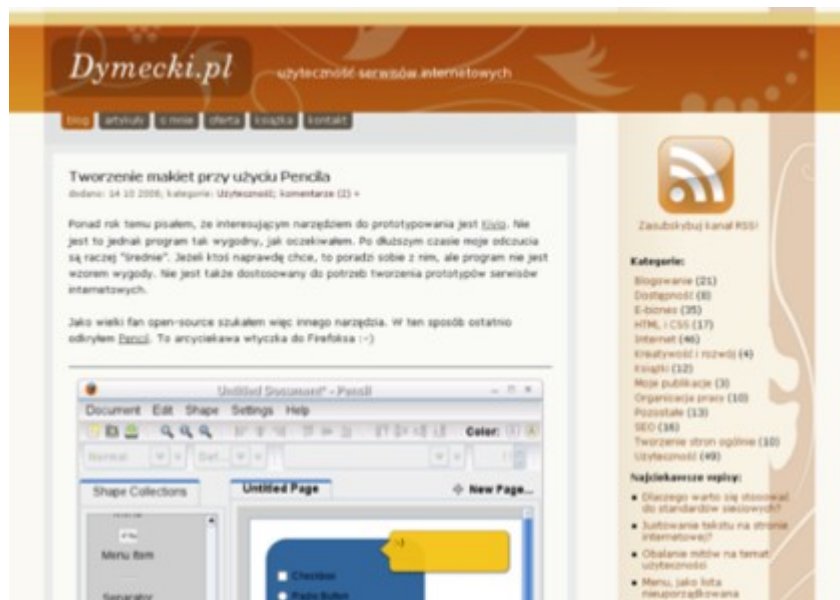 Dymecki.pl
użyteczność serwisów internetowych
blog artykuły o mnie oferta książka kontakt
Tworzenie makiet przy użyciu Pencila
dodano: 14 10 2008; kategorie: Użyteczność; komentarze (2) »
Ponad rok temu pisałem, że interesującym narzędziem do prototypowania jest Kivio. Nie
jest to jednak program tak wygodny, jak oczekiwałem. Po dłuższym czasie moje odczucia
są raczej "średnie". Jeżeli ktoś naprawdę chce, to poradzi sobie z nim, ale program nie jest
wzorem wygody. Nie jest także dostosowany do potrzeb tworzenia prototypów serwisów
internetowych.
Jako wielki fan open-source szukałem więc innego narzędzia. W ten sposób ostatnio
odkryłem Pencil. To arcyciekawa wtyczka do Firefoksa :-)
Untitled Document* - Pencil
Document Edit Shape Settings Help
Color:
Normal
Shape Collections
Untitled Page
New Page...
Menu Item
Separator
:-)
Checkbox
Radio Button
Zasubskrybuj kanał RSS!
Kategorie:
Blogowanie (21)
Dostępność (8)
E-biznes (35)
HTML i CSS (17)
Internet (46)
Kreatywność i rozwój (4)
Książki (12)
Moje publikacje (3)
Organizacja pracy (10)
Pozostałe (13)
SEO (16)
Tworzenie stron ogólnie (10)
Użyteczność (49)
Najciekawsze wpisy:
Dlaczego warto się stosować
do standardów sieciowych?
Justowanie tekstu na stronie
internetowej?
Obalanie mitów na temat
użyteczności
Menu, jako lista
nieuporządkowana